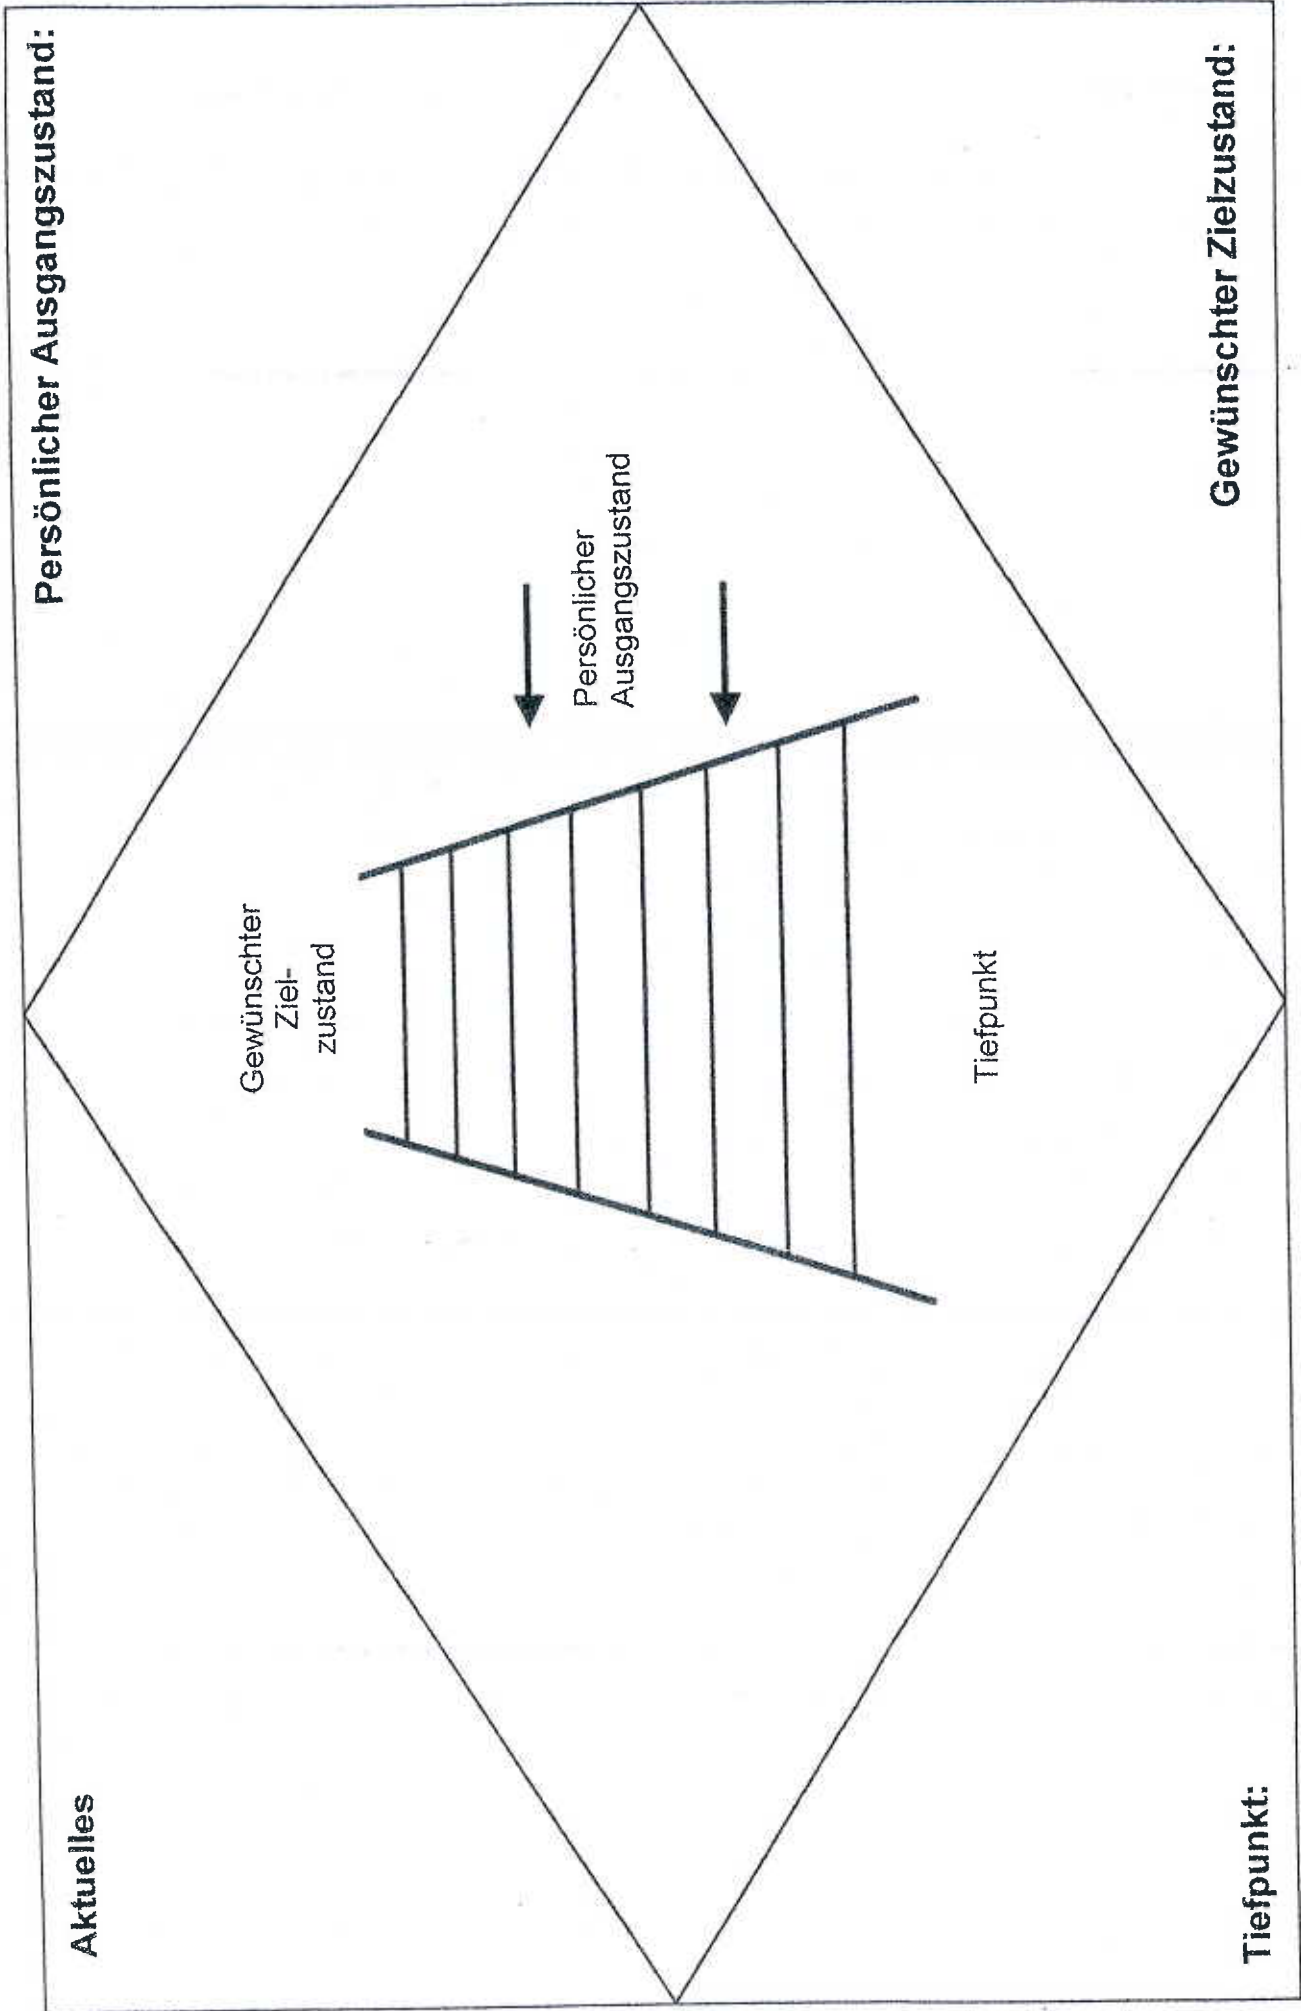 Aktuelles
Persönlicher Ausgangszustand:
Gewünschter
Ziel-
zustand
Persönlicher
Ausgangszustand
Tiefpunkt
Tiefpunkt:
Gewünschter Zielzustand: